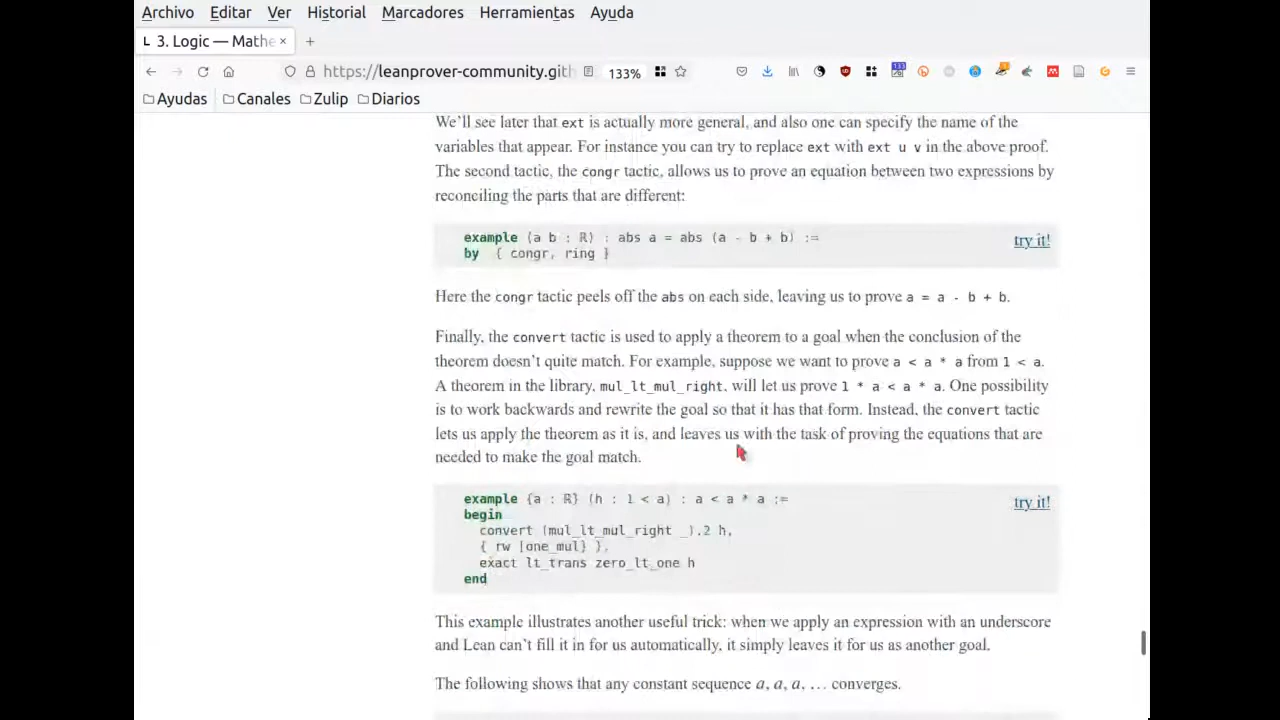 Archivo Editar Ver Historial Marcadores Herramientas Ayuda
L 3. Logic — Mathe × +
https://leanprover-community.gith 133%
Ayudas Canales Zulip Diarios
We'll see later that ext is actually more general, and also one can specify the name of the
variables that appear. For instance you can try to replace ext with ext u v in the above proof.
The second tactic, the congr tactic, allows us to prove an equation between two expressions by
reconciling the parts that are different:
example {a b : ℝ} : abs a = abs (a - b + b) :=
try it!
by { congr, ring }
Here the congr tactic peels off the abs on each side, leaving us to prove a = a - b + b.
Finally, the convert tactic is used to apply a theorem to a goal when the conclusion of the
theorem doesn't quite match. For example, suppose we want to prove a < a * a from 1 < a.
A theorem in the library, mul_lt_mul_right, will let us prove 1 * a < a * a. One possibility
is to work backwards and rewrite the goal so that it has that form. Instead, the convert tactic
lets us apply the theorem as it is, and leaves us with the task of proving the equations that are
needed to make the goal match.
example {a : ℝ} (h : 1 < a) : a < a * a :=
try it!
begin
convert (mul_lt_mul_right _).2 h,
{ rw [one_mul] },
exact lt_trans zero_lt_one h
end
This example illustrates another useful trick: when we apply an expression with an underscore
and Lean can't fill it in for us automatically, it simply leaves it for us as another goal.
The following shows that any constant sequence a, a, a, … converges.